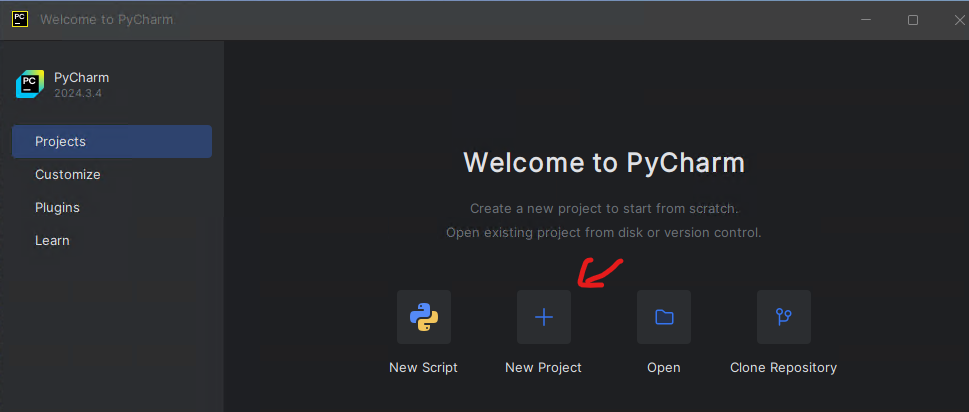 PC Welcome to PyCharm
PC PyCharm
2024.3.4
Projects
Customize
Plugins
Learn
Welcome to PyCharm
Create a new project to start from scratch.
Open existing project from disk or version control.
New Script New Project Open Clone Repository